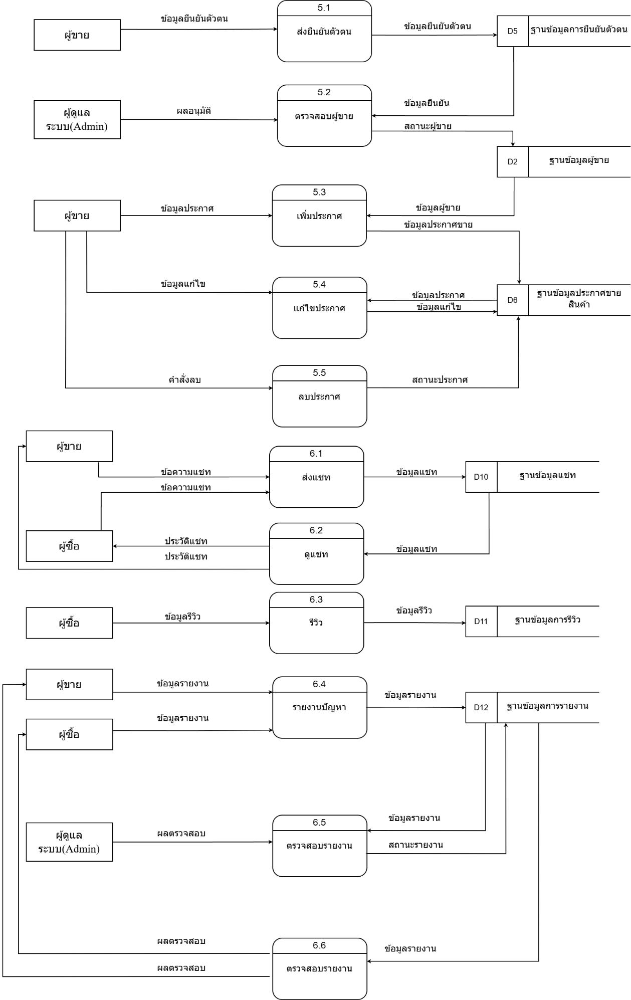 5.1
ข้อมูลยืนยันตัวตน
ผู้ขาย
ส่งยืนยันตัวตน
ข้อมูลยืนยันตัวตน
D5
ฐานข้อมูลการยืนยันตัวตน
5.2
ผู้ดูแล
ระบบ(Admin)
ผลอนุมัติ
ตรวจสอบผู้ขาย
ข้อมูลยืนยัน
สถานะผู้ขาย
D2
ฐานข้อมูลผู้ขาย
5.3
ผู้ขาย
ข้อมูลประกาศ
เพิ่มประกาศ
ข้อมูลผู้ขาย
ข้อมูลประกาศขาย
ข้อมูลแก้ไข
5.4
แก้ไขประกาศ
ข้อมูลประกาศ
ข้อมูลแก้ไข
D6
ฐานข้อมูลประกาศขาย
สินค้า
5.5
คำสั่งลบ
ลบประกาศ
สถานะประกาศ
ผู้ขาย
6.1
ข้อความแชท
ส่งแชท
ข้อมูลแชท
D10
ฐานข้อมูลแชท
ข้อความแชท
6.2
ผู้ซื้อ
ประวัติแชท
ประวัติแชท
ดูแชท
ข้อมูลแชท
6.3
ผู้ซื้อ
ข้อมูลรีวิว
รีวิว
ข้อมูลรีวิว
D11
ฐานข้อมูลการรีวิว
ผู้ขาย
ข้อมูลรายงาน
6.4
รายงานปัญหา
ข้อมูลรายงาน
D12
ฐานข้อมูลการรายงาน
ผู้ซื้อ
ข้อมูลรายงาน
6.5
ผู้ดูแล
ระบบ(Admin)
ผลตรวจสอบ
ตรวจสอบรายงาน
ข้อมูลรายงาน
สถานะรายงาน
ผลตรวจสอบ
6.6
ข้อมูลรายงาน
ผลตรวจสอบ
ตรวจสอบรายงาน